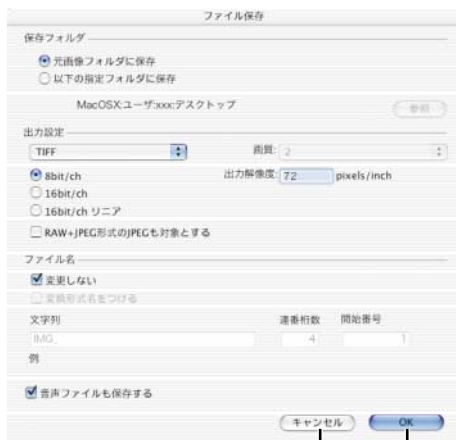 ファイル保存
保存フォルダ
元画像フォルダに保存
以下の指定フォルダに保存
MacOSX:ユーザ:xxx:デスクトップ
参照
出力設定
TIFF
画質: 2
8bit/ch
出力解像度: 72 pixels/inch
16bit/ch
16bit/ch リニア
RAW+JPEG形式のJPEGも対象とする
ファイル名
変更しない
変換形式名をつける
文字列 連番桁数 開始番号
IMG_ 4 1
例
音声ファイルも保存する
キャンセル OK